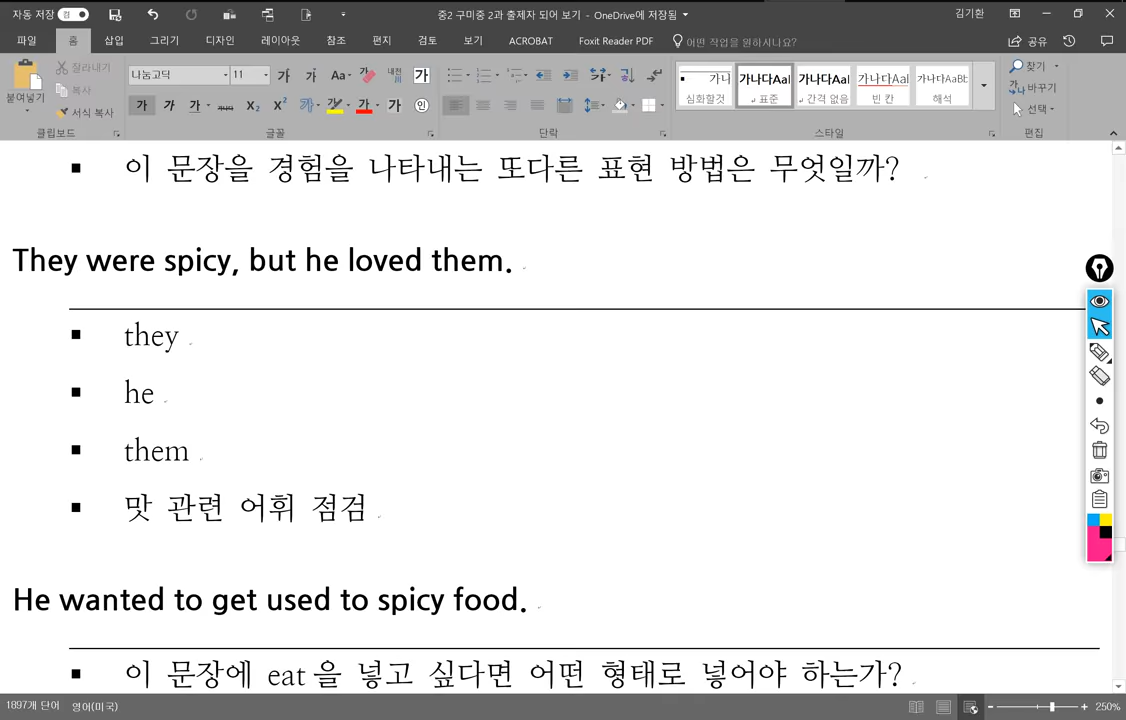 자동 저장 컴 중2 구미중 2과 출제자 되어 보기 - OneDrive에 저장됨 김기환
파일 홈 삽입 그리기 디자인 레이아웃 참조 편지 검토 보기 ACROBAT Foxit Reader PDF 어떤 작업을 원하시나요? 공유
붙여넣기 잘라내기 복사 서식 복사
나눔고딕 11
가나 가나다AaI 가나다AaI 가나다AaI 가나다AaBb
심화할것 표준 간격 없음 빈 칸 해석
찾기 바꾸기 선택
클립보드 글꼴 단락 스타일 편집
이 문장을 경험을 나타내는 또다른 표현 방법은 무엇일까?
They were spicy, but he loved them.
they
he
them
맛 관련 어휘 점검
He wanted to get used to spicy food.
이 문장에 eat을 넣고 싶다면 어떤 형태로 넣어야 하는가?
1897개 단어 영어(미국) 250%